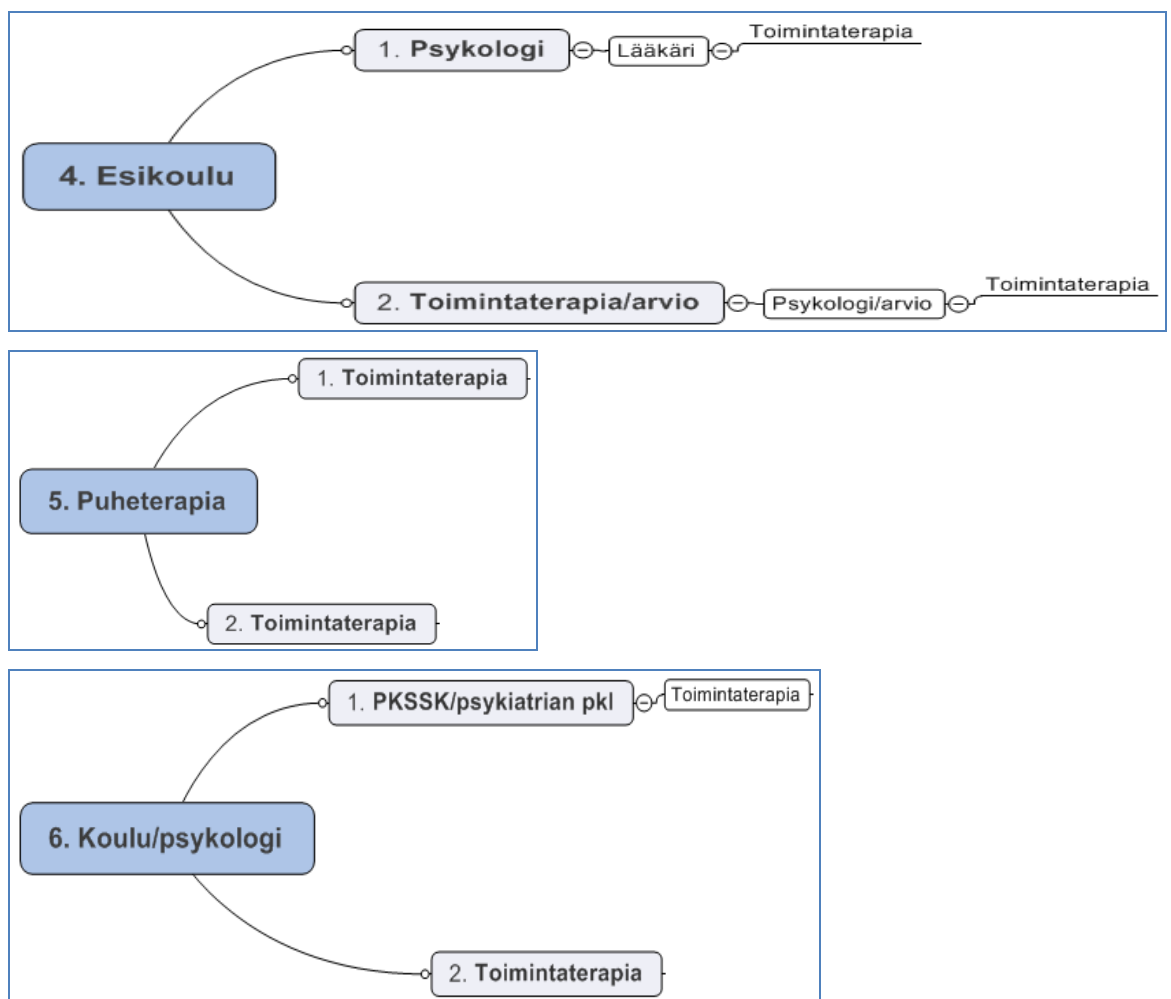 1. Psykologi
Lääkäri
Toimintaterapia
4. Esikoulu
2. Toimintaterapia/arvio
Psykologi/arvio
Toimintaterapia
1. Toimintaterapia
5. Puheterapia
2. Toimintaterapia
1. PKSSK/psykiatrian pkl
Toimintaterapia
6. Koulu/psykologi
2. Toimintaterapia